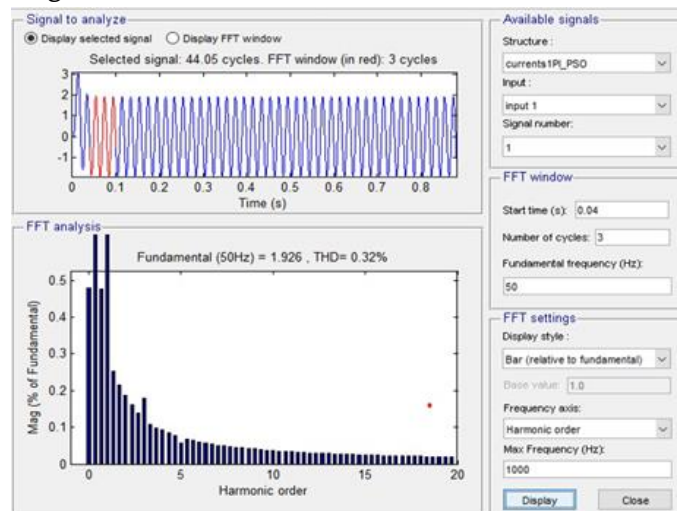 Signal to analyze
Display selected signal Display FFT window
Selected signal: 44.05 cycles. FFT window (in red): 3 cycles
3
2
1
0
-1
0 0.1 0.2 0.3 0.4 0.5 0.6 0.7 0.8
Time (s)
FFT analysis
Fundamental (50Hz) = 1.926 , THD= 0.32%
0.5
0.4
0.3
0.2
0.1
0
Mag (% of Fundamental)
0 5 10 15 20
Harmonic order
Available signals
Structure :
currents1PI_PSO
Input :
input 1
Signal number:
1
FFT window
Start time (s): 0.04
Number of cycles: 3
Fundamental frequency (Hz):
50
FFT settings
Display style :
Bar (relative to fundamental)
Base value: 1.0
Frequency axis:
Harmonic order
Max Frequency (Hz):
1000
Display Close